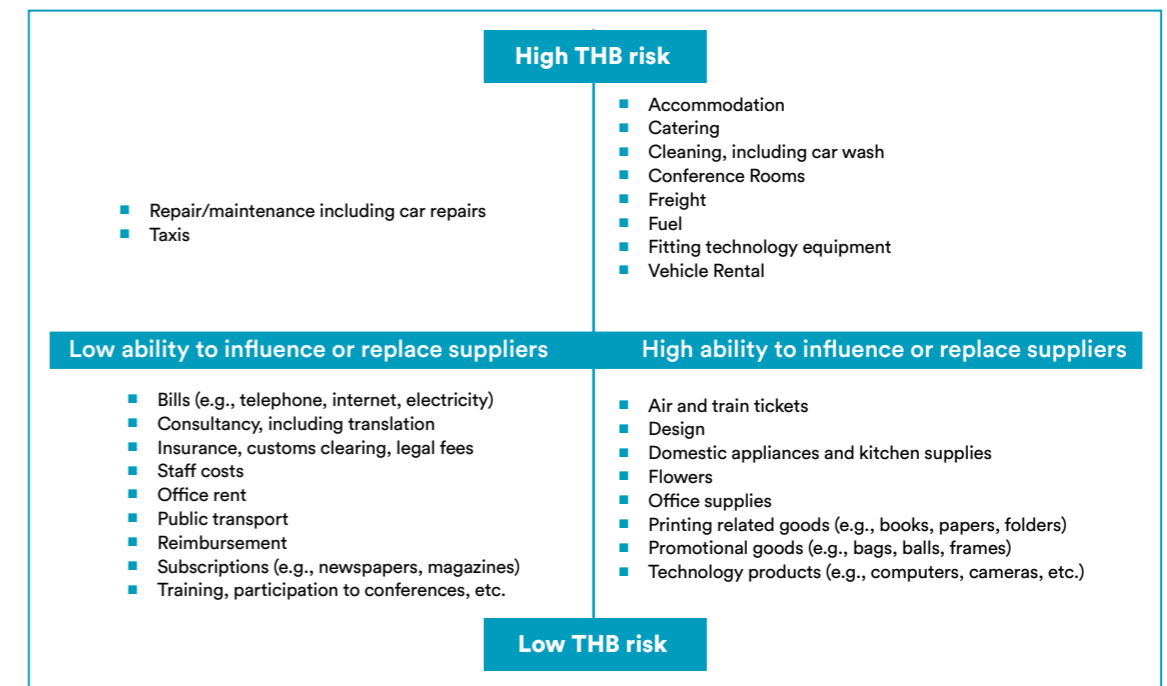 High THB risk
Repair/maintenance including car repairs
Taxis
Accommodation
Catering
Cleaning, including car wash
Conference Rooms
Freight
Fuel
Fitting technology equipment
Vehicle Rental
Low ability to influence or replace suppliers
High ability to influence or replace suppliers
Bills (e.g., telephone, internet, electricity)
Consultancy, including translation
Insurance, customs clearing, legal fees
Staff costs
Office rent
Public transport
Reimbursement
Subscriptions (e.g., newspapers, magazines)
Training, participation to conferences, etc.
Air and train tickets
Design
Domestic appliances and kitchen supplies
Flowers
Office supplies
Printing related goods (e.g., books, papers, folders)
Promotional goods (e.g., bags, balls, frames)
Technology products (e.g., computers, cameras, etc.)
Low THB risk